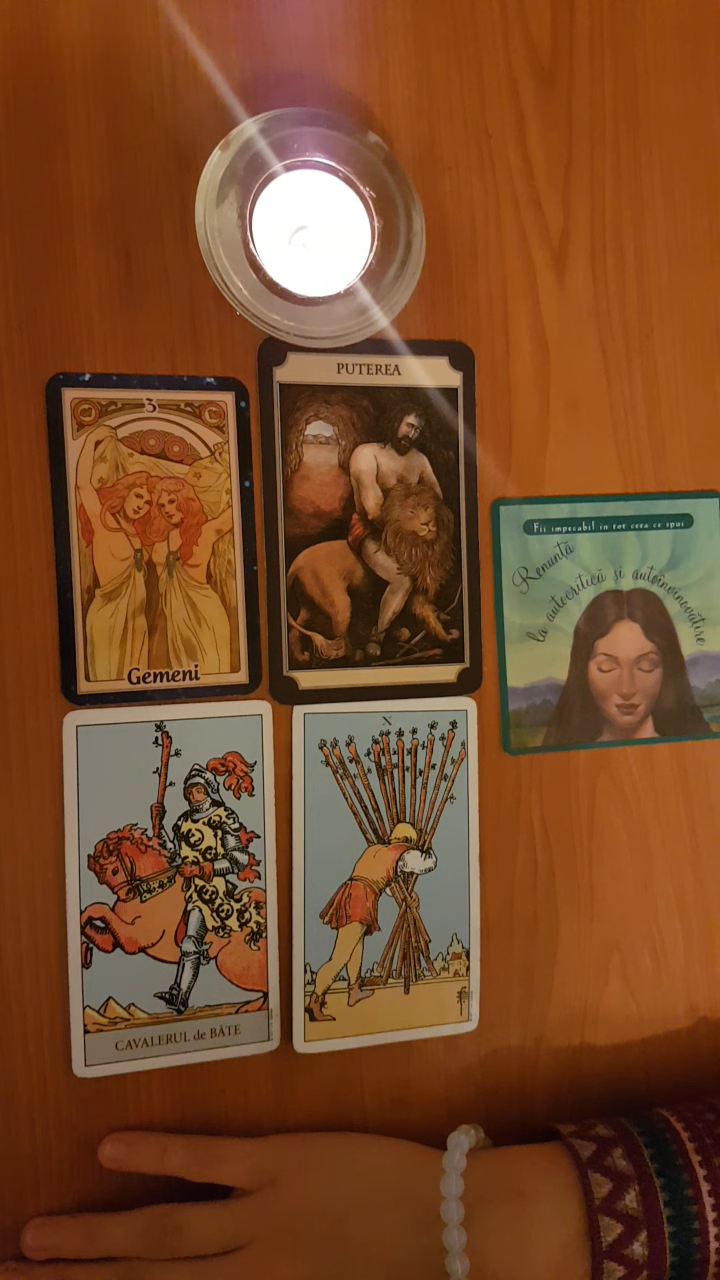 PUTEREA
3
Gemeni
Fii impecabil în tot ceea ce spui
Renunță
la autocritică și autoînvinovățire
X
CAVALERUL de BÂTE